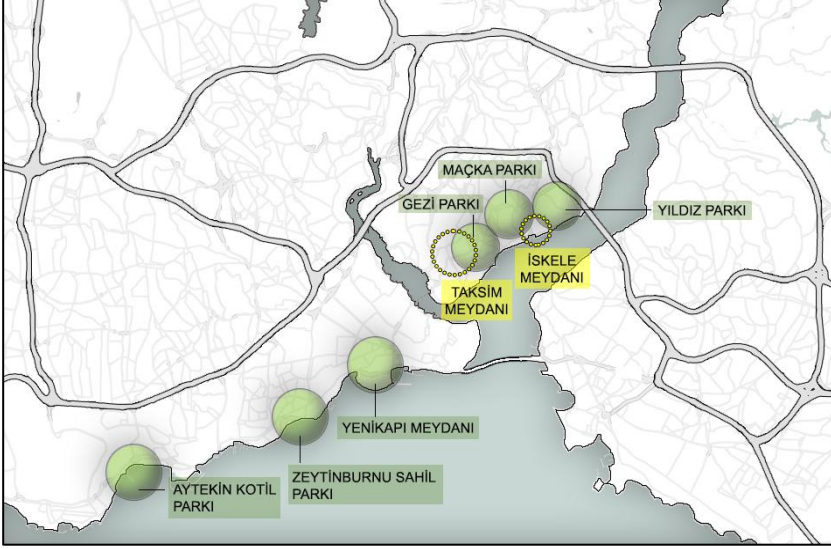 MAÇKA PARKI
GEZİ PARKI
YILDIZ PARKI
İSKELE
MEYDANI
TAKSİM
MEYDANI
YENİKAPI MEYDANI
ZEYTİNBURNU SAHİL
PARKI
AYTEKİN KOTİL
PARKI